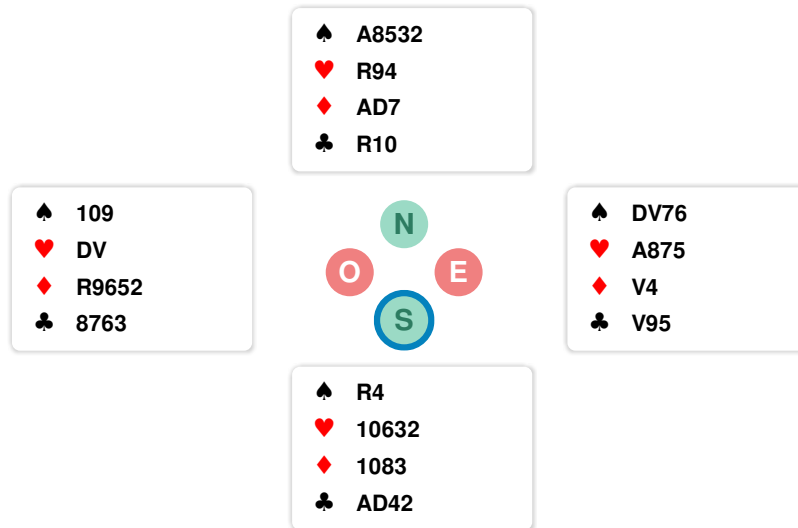 ♠ A8532
♥ R94
♦ AD7
♣ R10
♠ 109
♥ DV
♦ R9652
♣ 8763
N
O E
S
♠ DV76
♥ A875
♦ V4
♣ V95
♠ R4
♥ 10632
♦ 1083
♣ AD42